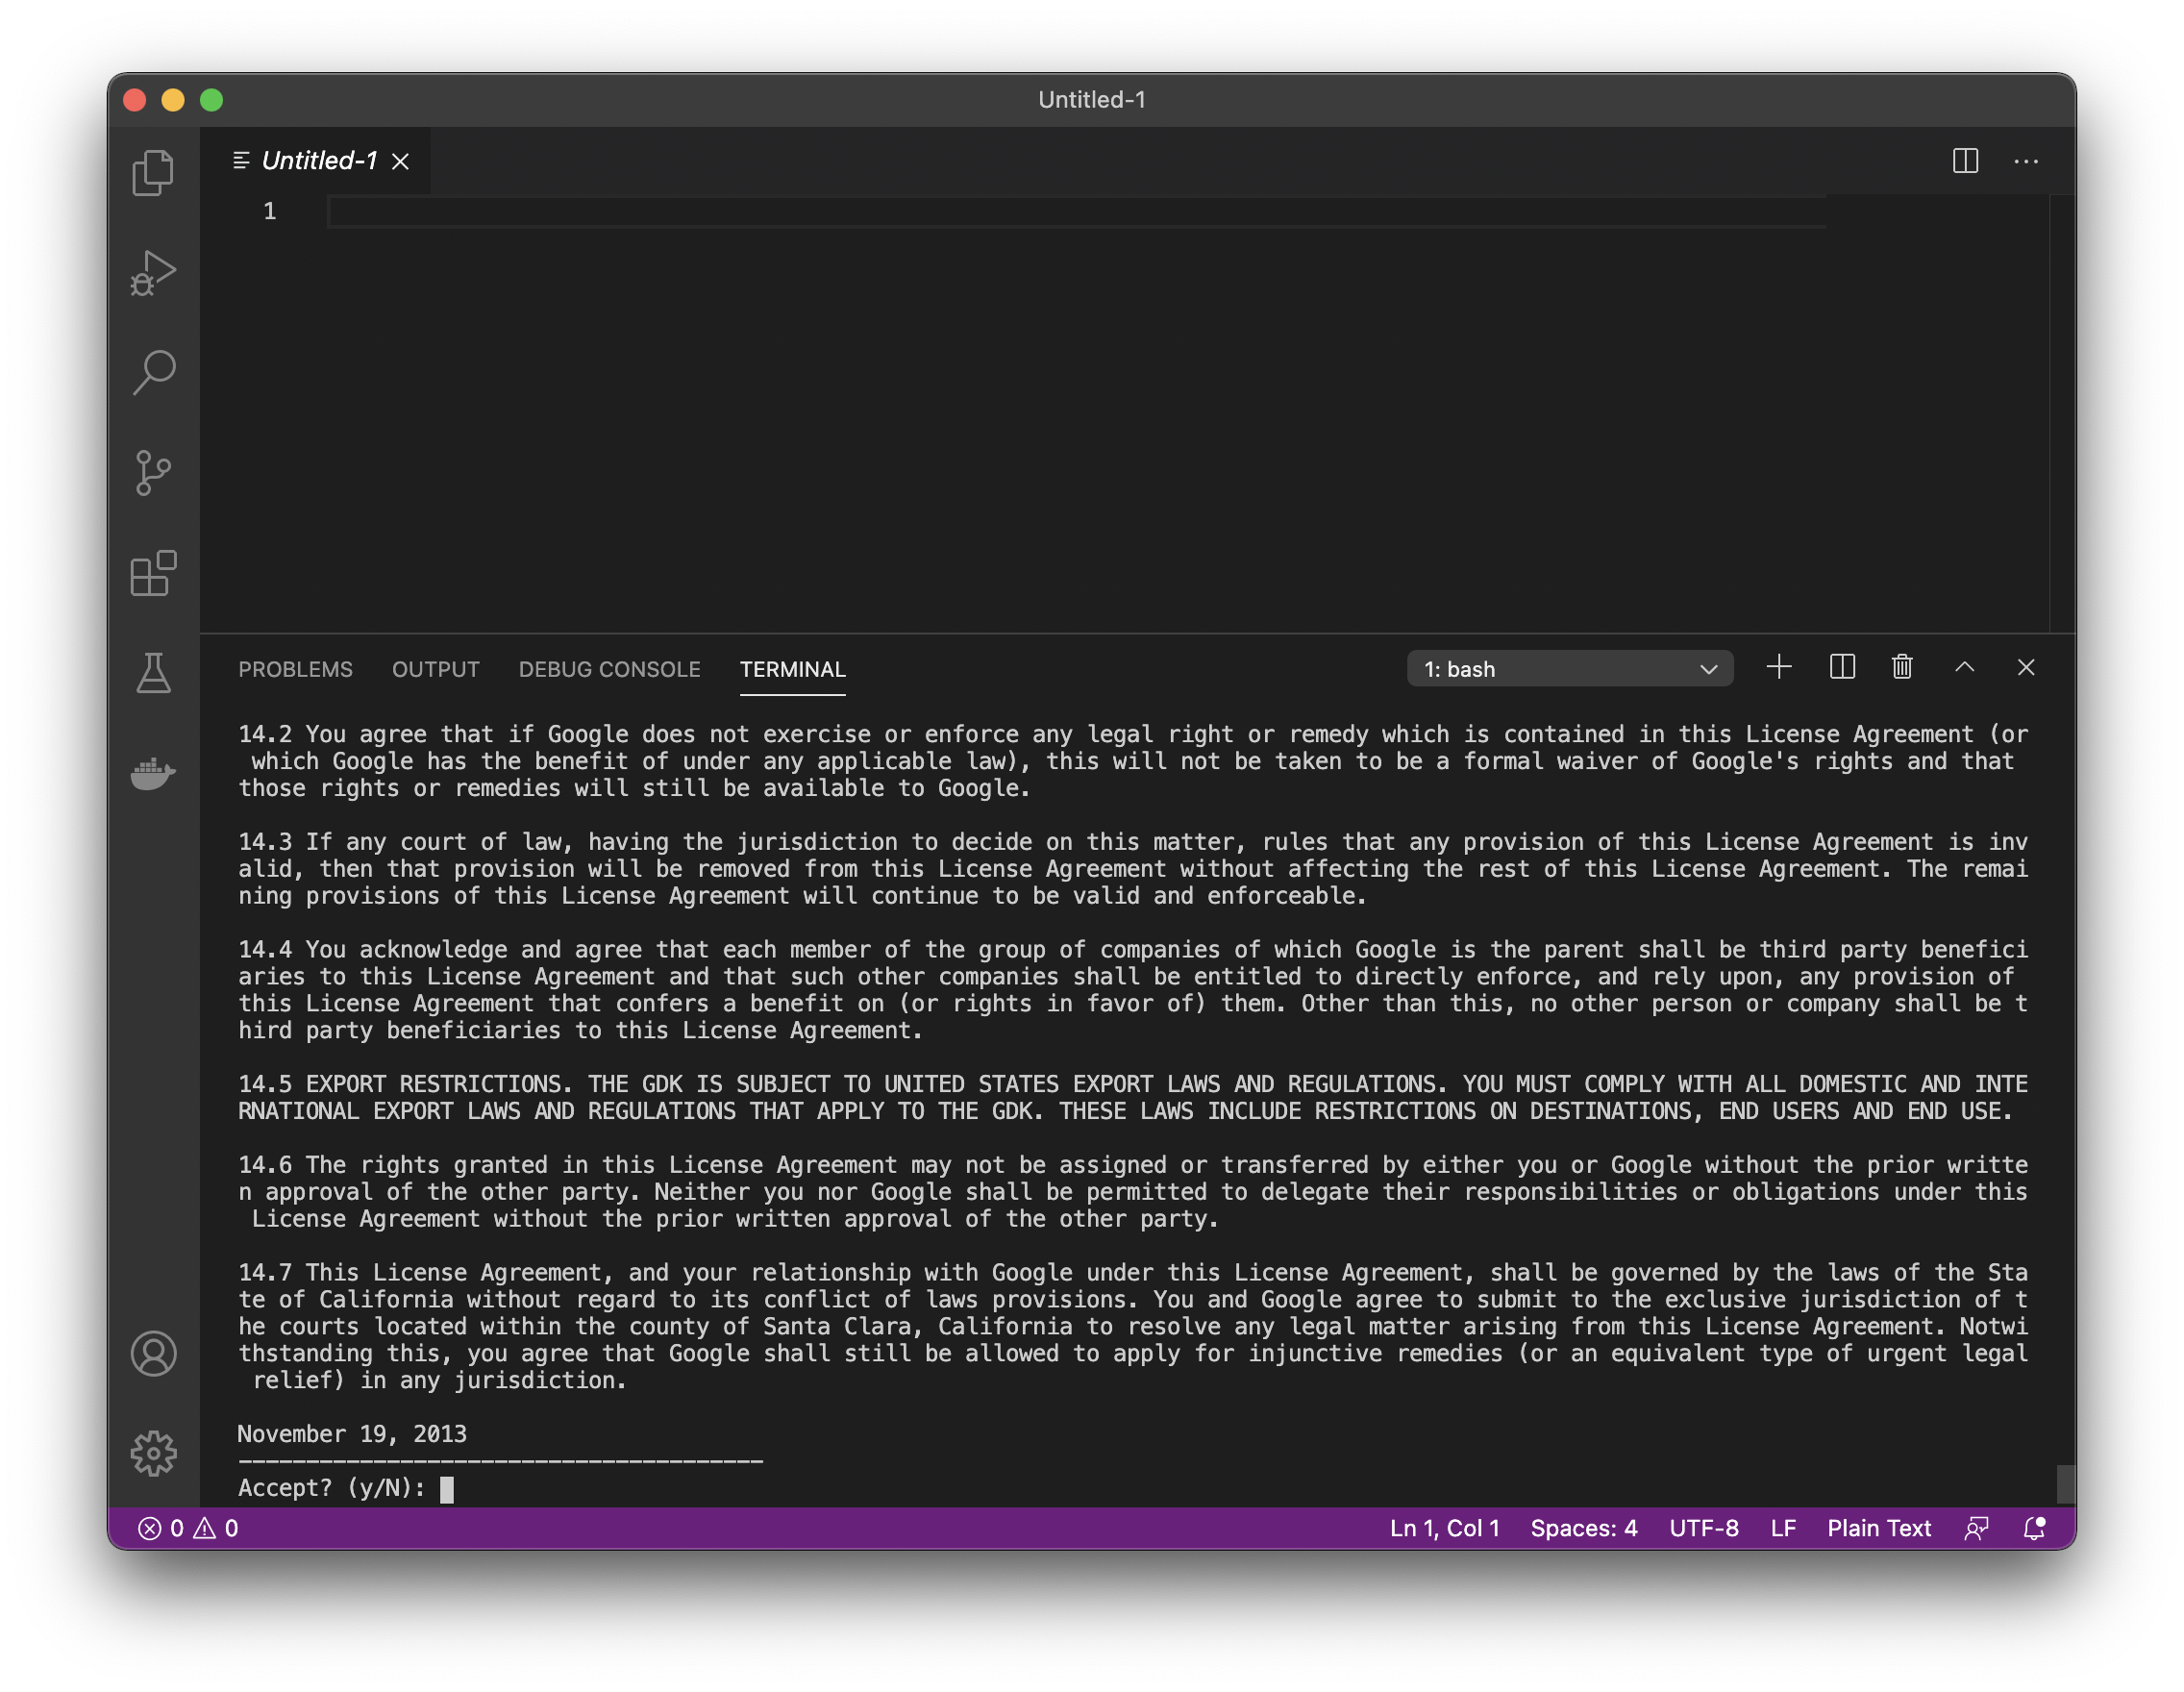 Untitled-1
Untitled-1
1
PROBLEMS OUTPUT DEBUG CONSOLE TERMINAL 1: bash
14.2 You agree that if Google does not exercise or enforce any legal right or remedy which is contained in this License Agreement (or
which Google has the benefit of under any applicable law), this will not be taken to be a formal waiver of Google's rights and that
those rights or remedies will still be available to Google.
14.3 If any court of law, having the jurisdiction to decide on this matter, rules that any provision of this License Agreement is inv
alid, then that provision will be removed from this License Agreement without affecting the rest of this License Agreement. The remai
ning provisions of this License Agreement will continue to be valid and enforceable.
14.4 You acknowledge and agree that each member of the group of companies of which Google is the parent shall be third party benefici
aries to this License Agreement and that such other companies shall be entitled to directly enforce, and rely upon, any provision of
this License Agreement that confers a benefit on (or rights in favor of) them. Other than this, no other person or company shall be t
hird party beneficiaries to this License Agreement.
14.5 EXPORT RESTRICTIONS. THE GDK IS SUBJECT TO UNITED STATES EXPORT LAWS AND REGULATIONS. YOU MUST COMPLY WITH ALL DOMESTIC AND INTE
RNATIONAL EXPORT LAWS AND REGULATIONS THAT APPLY TO THE GDK. THESE LAWS INCLUDE RESTRICTIONS ON DESTINATIONS, END USERS AND END USE.
14.6 The rights granted in this License Agreement may not be assigned or transferred by either you or Google without the prior writte
n approval of the other party. Neither you nor Google shall be permitted to delegate their responsibilities or obligations under this
License Agreement without the prior written approval of the other party.
14.7 This License Agreement, and your relationship with Google under this License Agreement, shall be governed by the laws of the Sta
te of California without regard to its conflict of laws provisions. You and Google agree to submit to the exclusive jurisdiction of t
he courts located within the county of Santa Clara, California to resolve any legal matter arising from this License Agreement. Notwi
thstanding this, you agree that Google shall still be allowed to apply for injunctive remedies (or an equivalent type of urgent legal
relief) in any jurisdiction.
November 19, 2013
---------------------------------------
Accept? (y/N):
0 0 Ln 1, Col 1 Spaces: 4 UTF-8 LF Plain Text